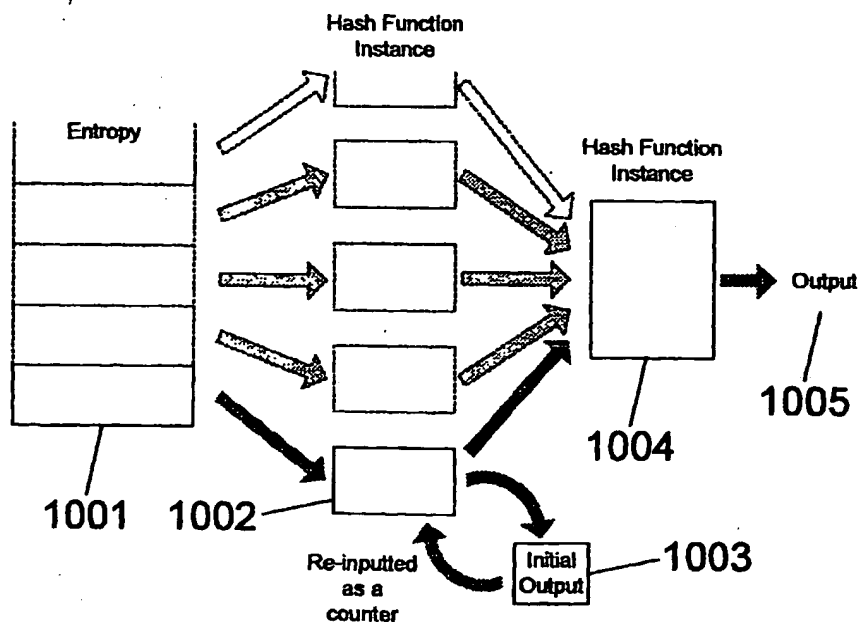 Hash Function
Instance
Entropy
Hash Function
Instance
Output
1005
1004
1001
1002
1003
Initial
Output
Re-inputted
as a
counter